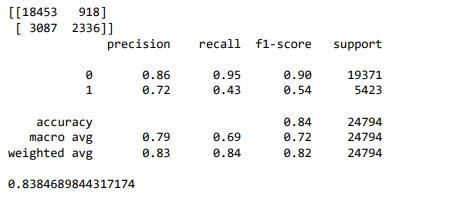 [[18453   918]
 [ 3087  2336]]
              precision    recall  f1-score   support

           0       0.86      0.95      0.90     19371
           1       0.72      0.43      0.54      5423

    accuracy                           0.84     24794
   macro avg       0.79      0.69      0.72     24794
weighted avg       0.83      0.84      0.82     24794

0.8384689844317174